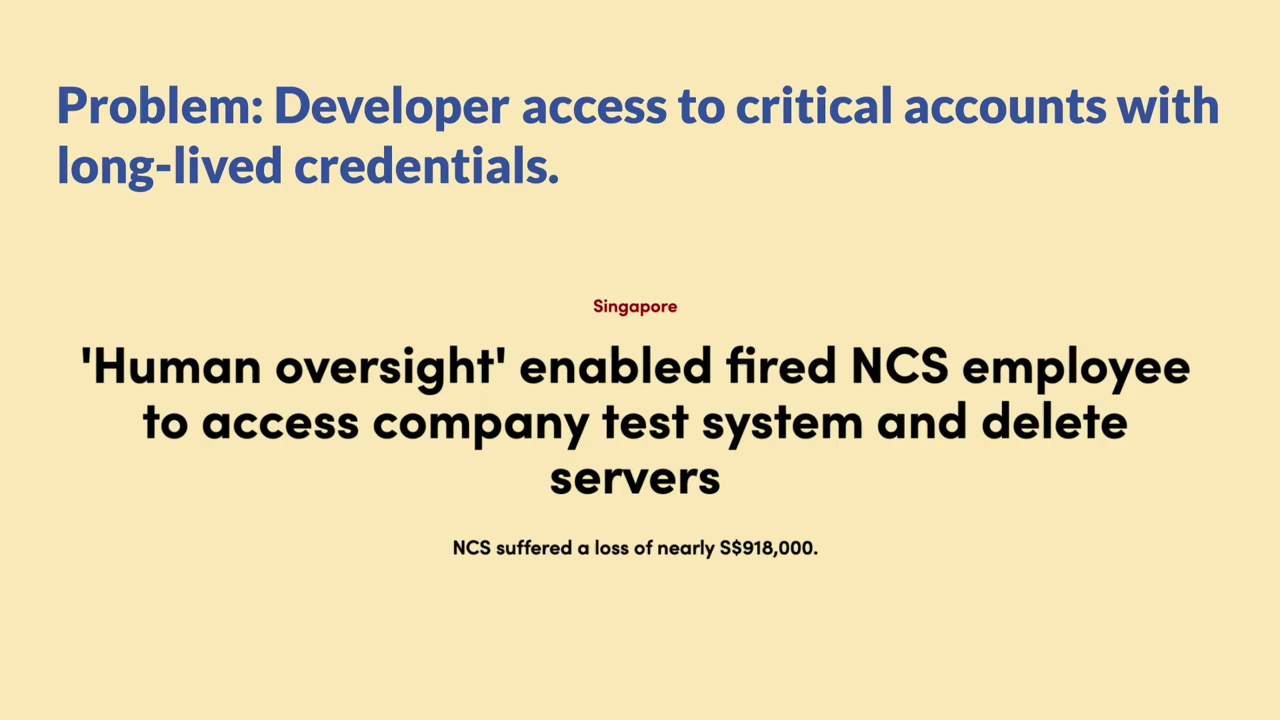 Problem: Developer access to critical accounts with
long-lived credentials.
Singapore
'Human oversight' enabled fired NCS employee
to access company test system and delete
servers
NCS suffered a loss of nearly S$918,000.